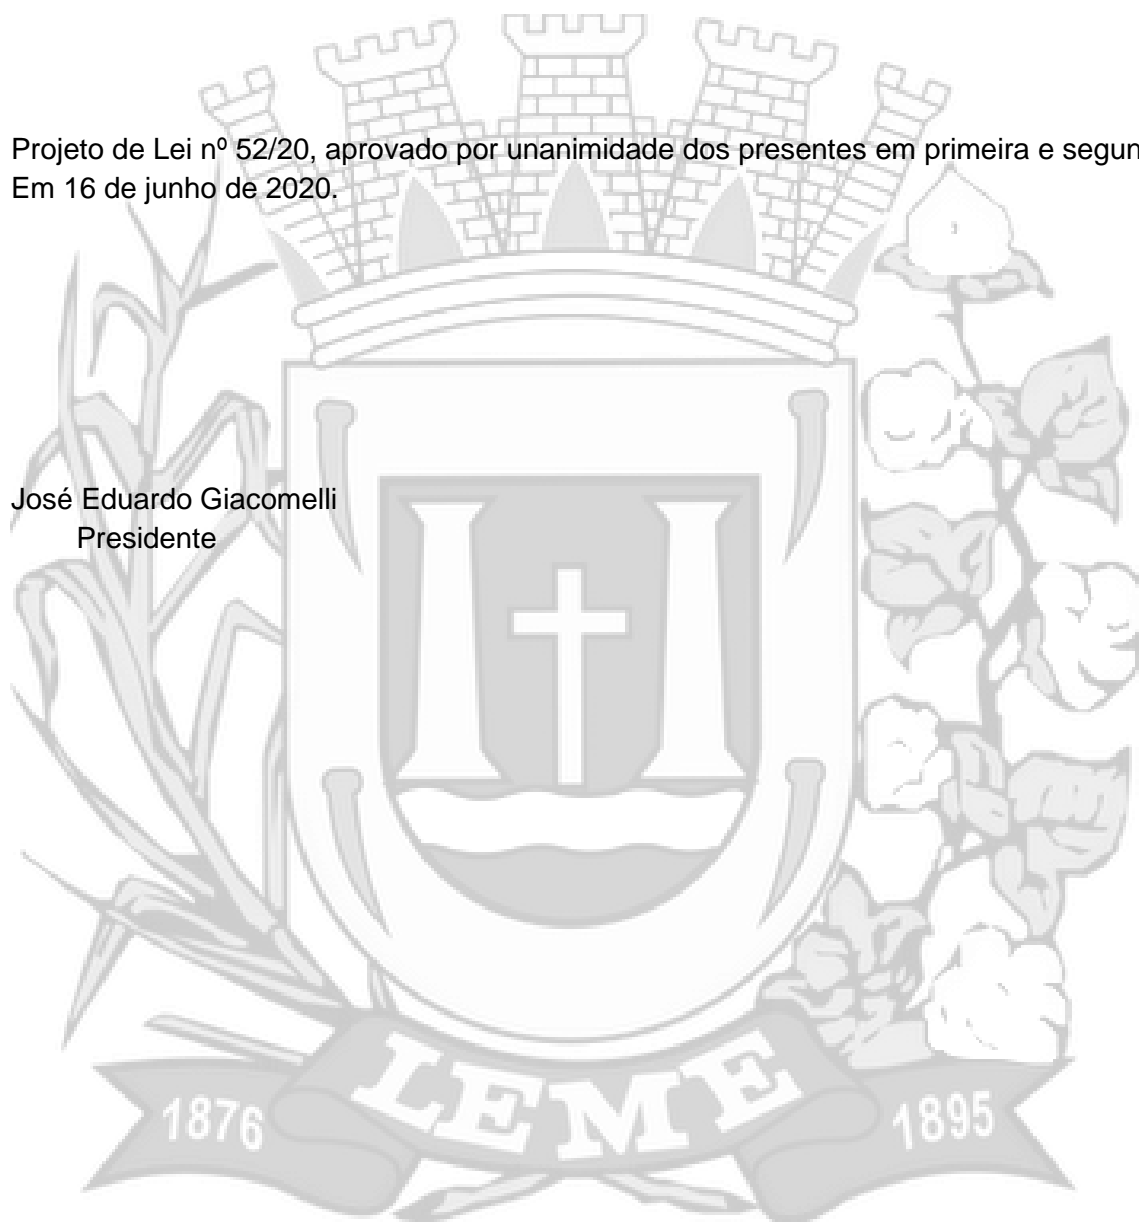 Projeto de Lei nº 52/20, aprovado por unanimidade dos presentes em primeira e segun
Em 16 de junho de 2020.
José Eduardo Giacomelli
Presidente
1876 LEME 1895